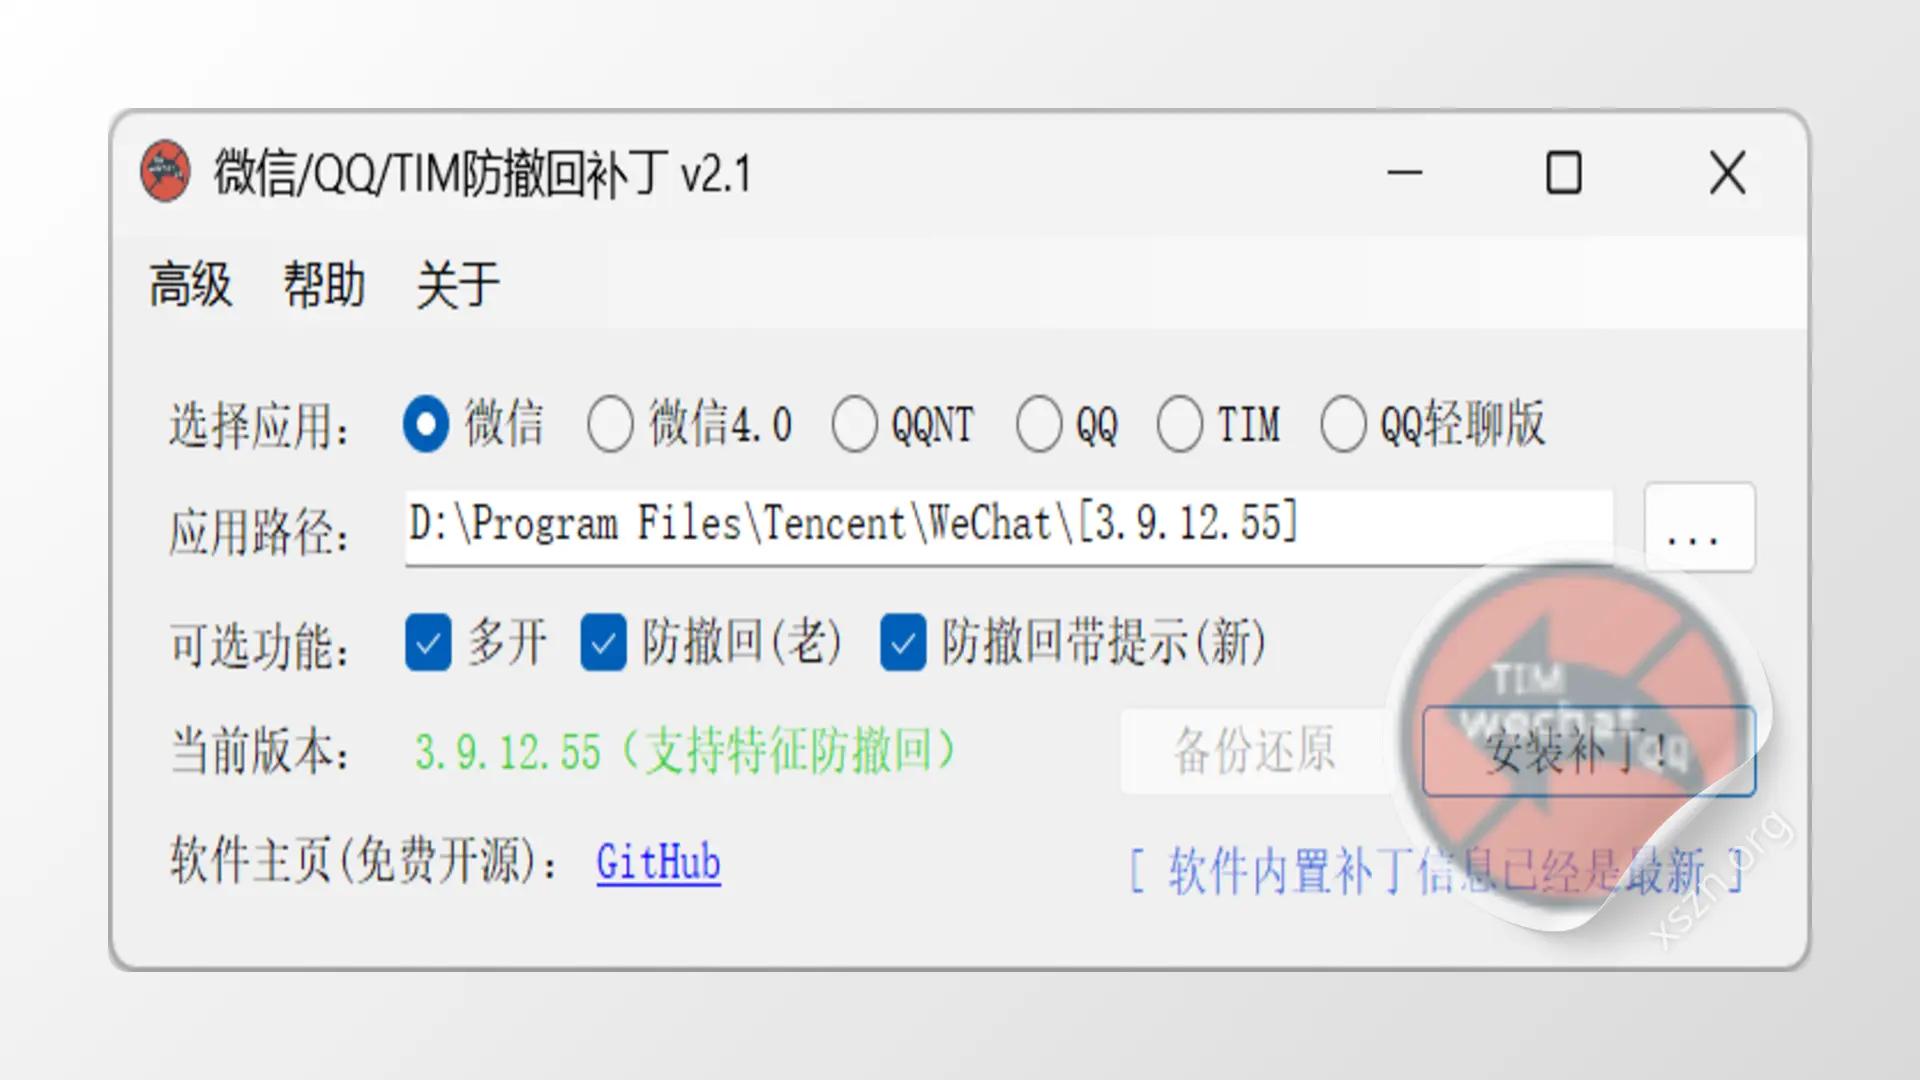 微信/QQ/TIM防撤回补丁 v2.1
高级 帮助 关于
选择应用： 微信 微信4.0 QQNT QQ TIM QQ轻聊版
应用路径： D:\Program Files\Tencent\WeChat\[3.9.12.55] ...
可选功能： 多开 防撤回(老) 防撤回带提示(新)
TIM
wechat
qq
当前版本： 3.9.12.55（支持特征防撤回） 备份还原 安装补丁!
软件主页(免费开源)： GitHub [ 软件内置补丁信息已经是最新 ]
xszn.org